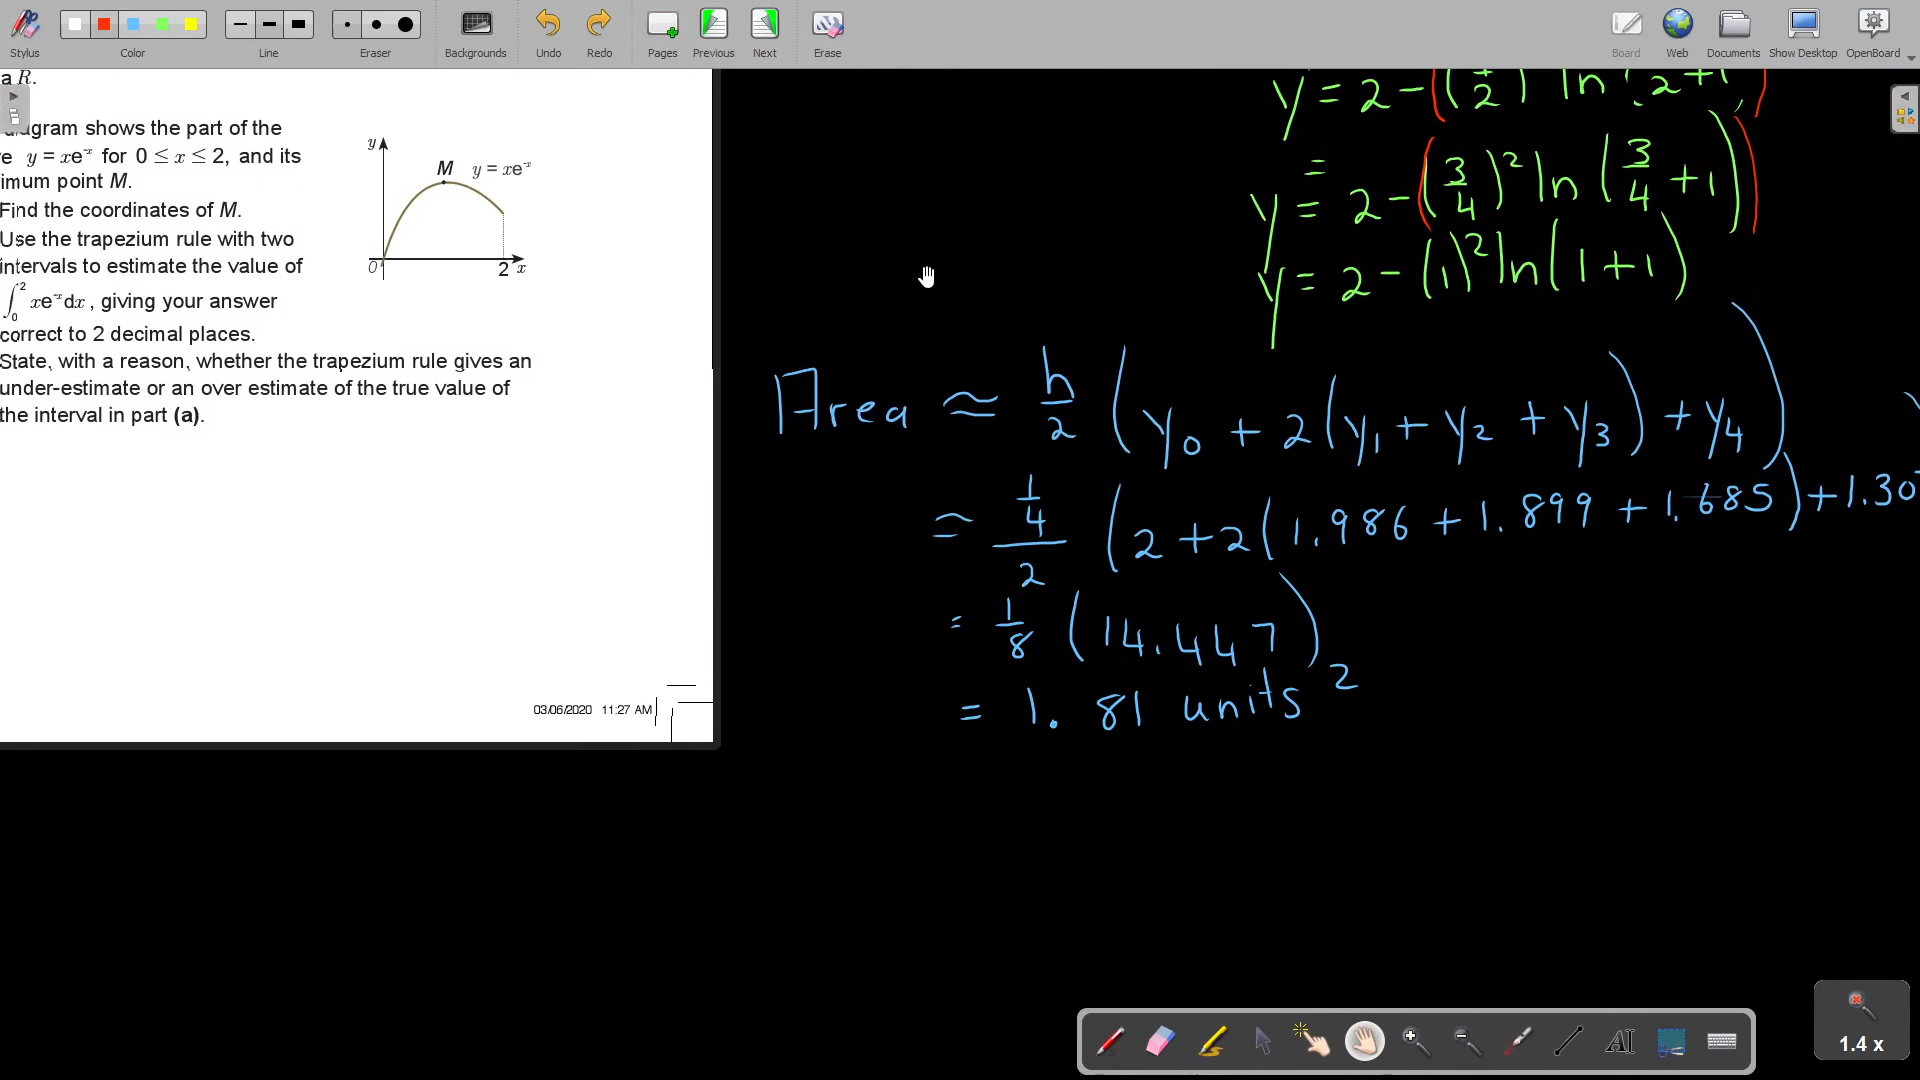 Stylus
Color
Line
Eraser
Backgrounds
Undo
Redo
Pages
Previous
Next
Erase
Board
Web
Documents
Show Desktop
OpenBoard
a R.
diagram shows the part of the
e y = xe⁻ˣ for 0 ≤ x ≤ 2, and its
imum point M.
Find the coordinates of M.
Use the trapezium rule with two
intervals to estimate the value of
∫₀² xe⁻ˣ dx, giving your answer
correct to 2 decimal places.
State, with a reason, whether the trapezium rule gives an
under-estimate or an over estimate of the true value of
the interval in part (a).
y
M y = xe⁻ˣ
O 2 x
03/06/2020 11:27 AM
y = 2 - ( /2) ln( 2 + 1
=
y = 2 - ((3/4)² ln(3/4 + 1))
y = 2 - (1)² ln(1 + 1)
Area ≈ h/2 (y₀ + 2(y₁ + y₂ + y₃) + y₄)
≈ 1/4 / 2 (2 + 2(1.986 + 1.899 + 1.685) + 1.30
= 1/8 (14.447)
= 1.81 units²
1.4 x